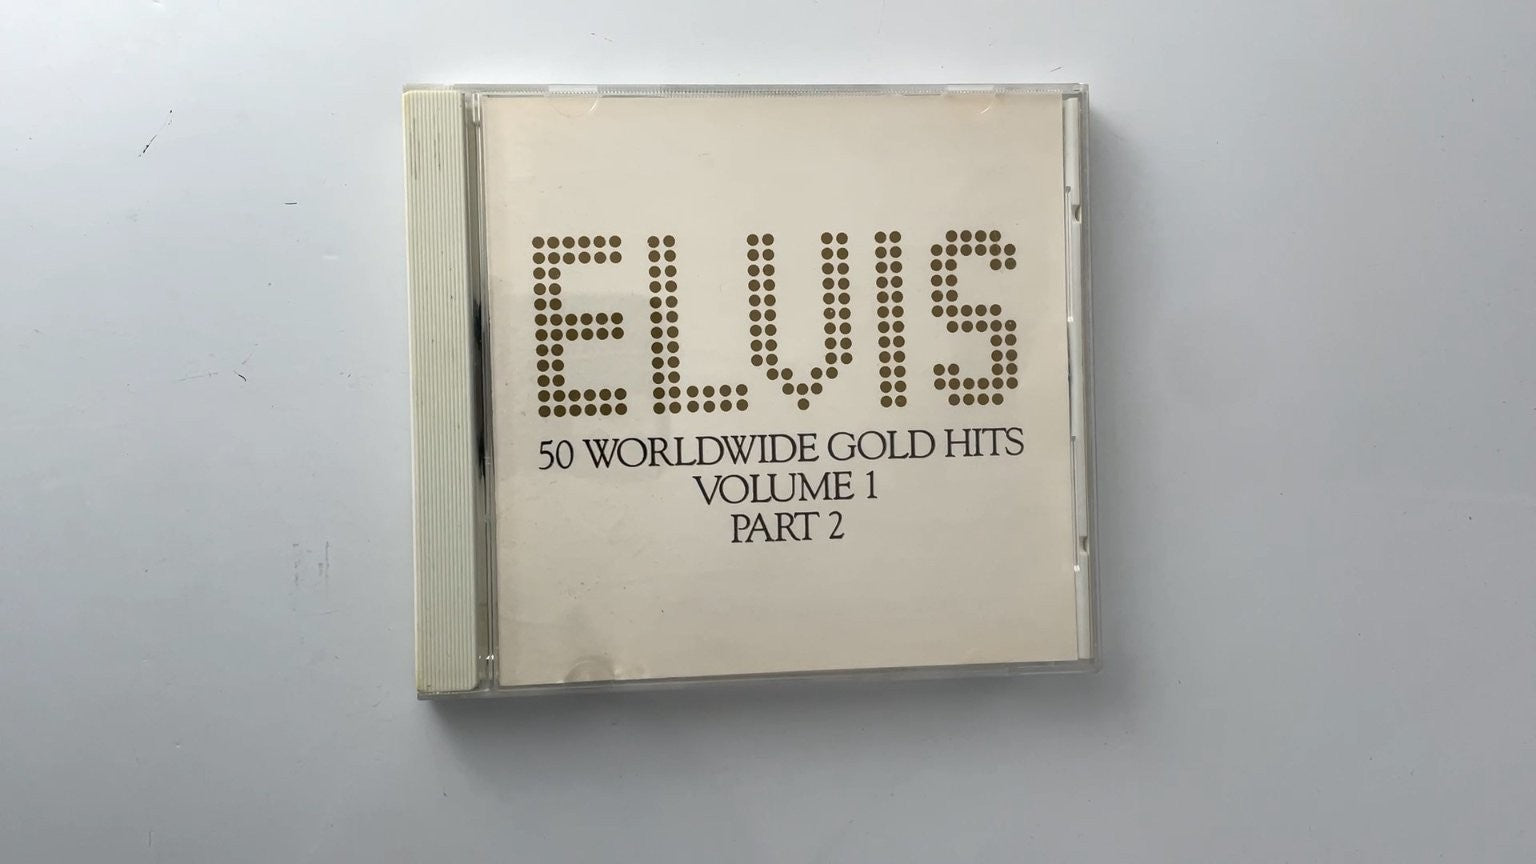 ELVIS
50 WORLDWIDE GOLD HITS
VOLUME 1
PART 2